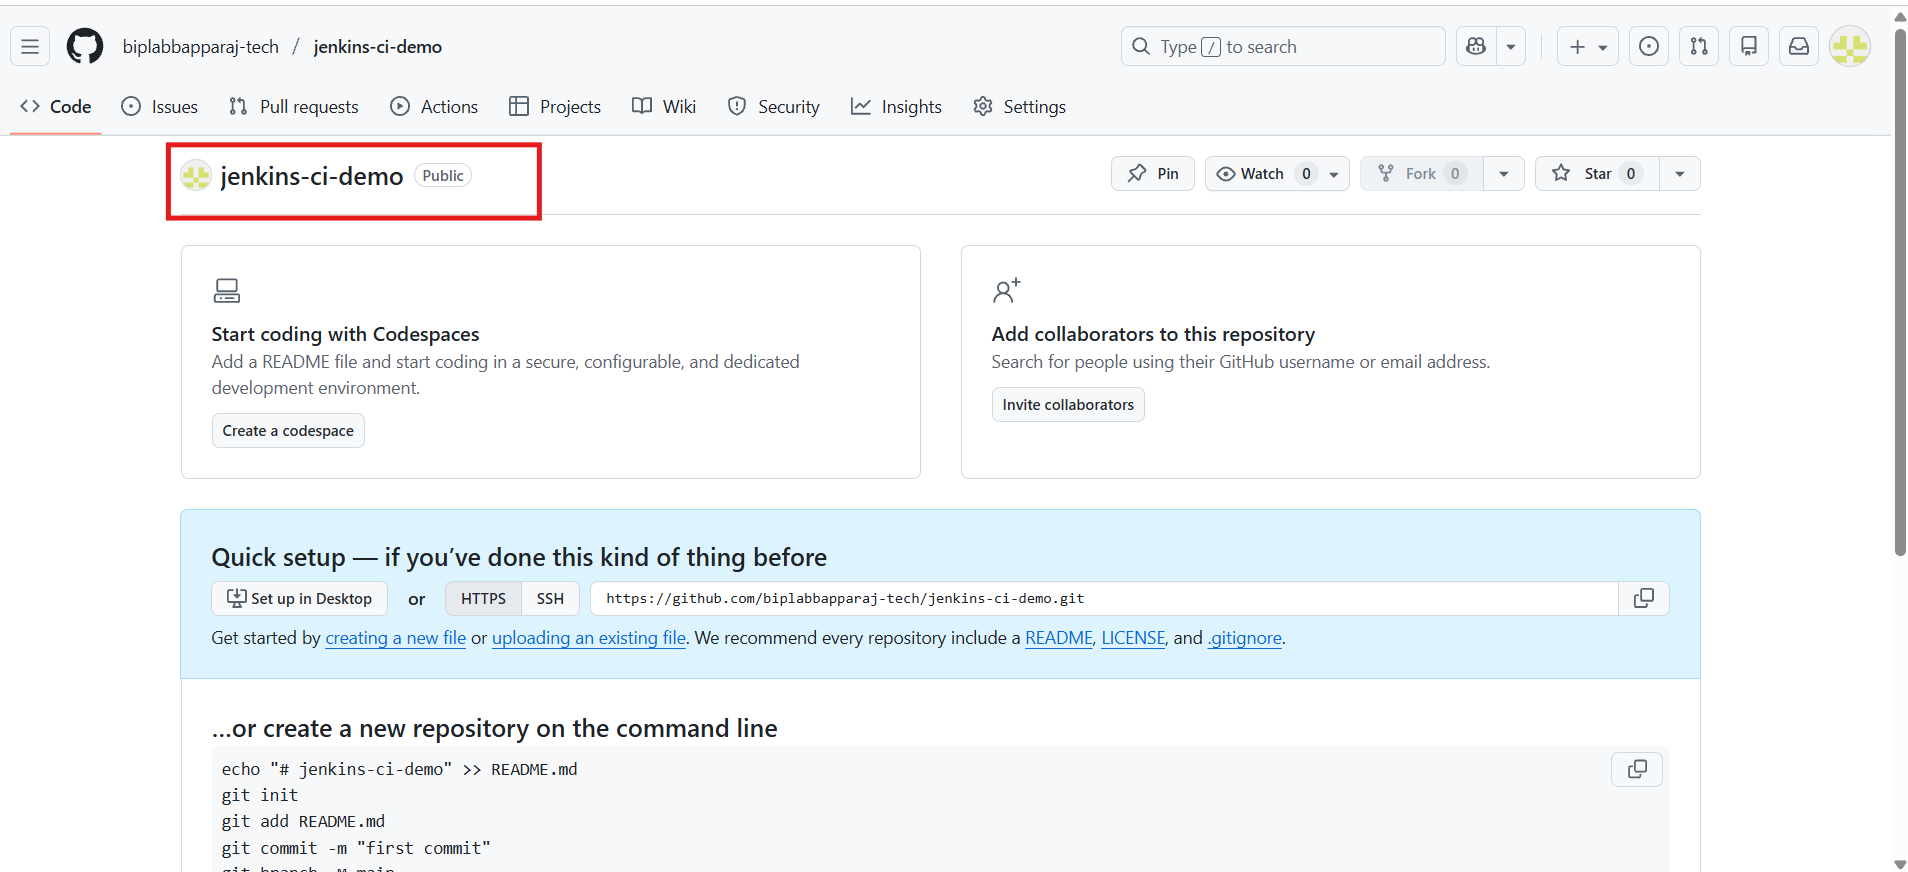 biplabbapparaj-tech / jenkins-ci-demo
Type / to search
Code Issues Pull requests Actions Projects Wiki Security Insights Settings
jenkins-ci-demo Public
Pin Watch 0 Fork 0 Star 0
Start coding with Codespaces
Add a README file and start coding in a secure, configurable, and dedicated
development environment.
Create a codespace
Add collaborators to this repository
Search for people using their GitHub username or email address.
Invite collaborators
Quick setup — if you’ve done this kind of thing before
Set up in Desktop or HTTPS SSH https://github.com/biplabbapparaj-tech/jenkins-ci-demo.git
Get started by creating a new file or uploading an existing file. We recommend every repository include a README, LICENSE, and .gitignore.
…or create a new repository on the command line
echo "# jenkins-ci-demo" >> README.md
git init
git add README.md
git commit -m "first commit"
git branch -M main